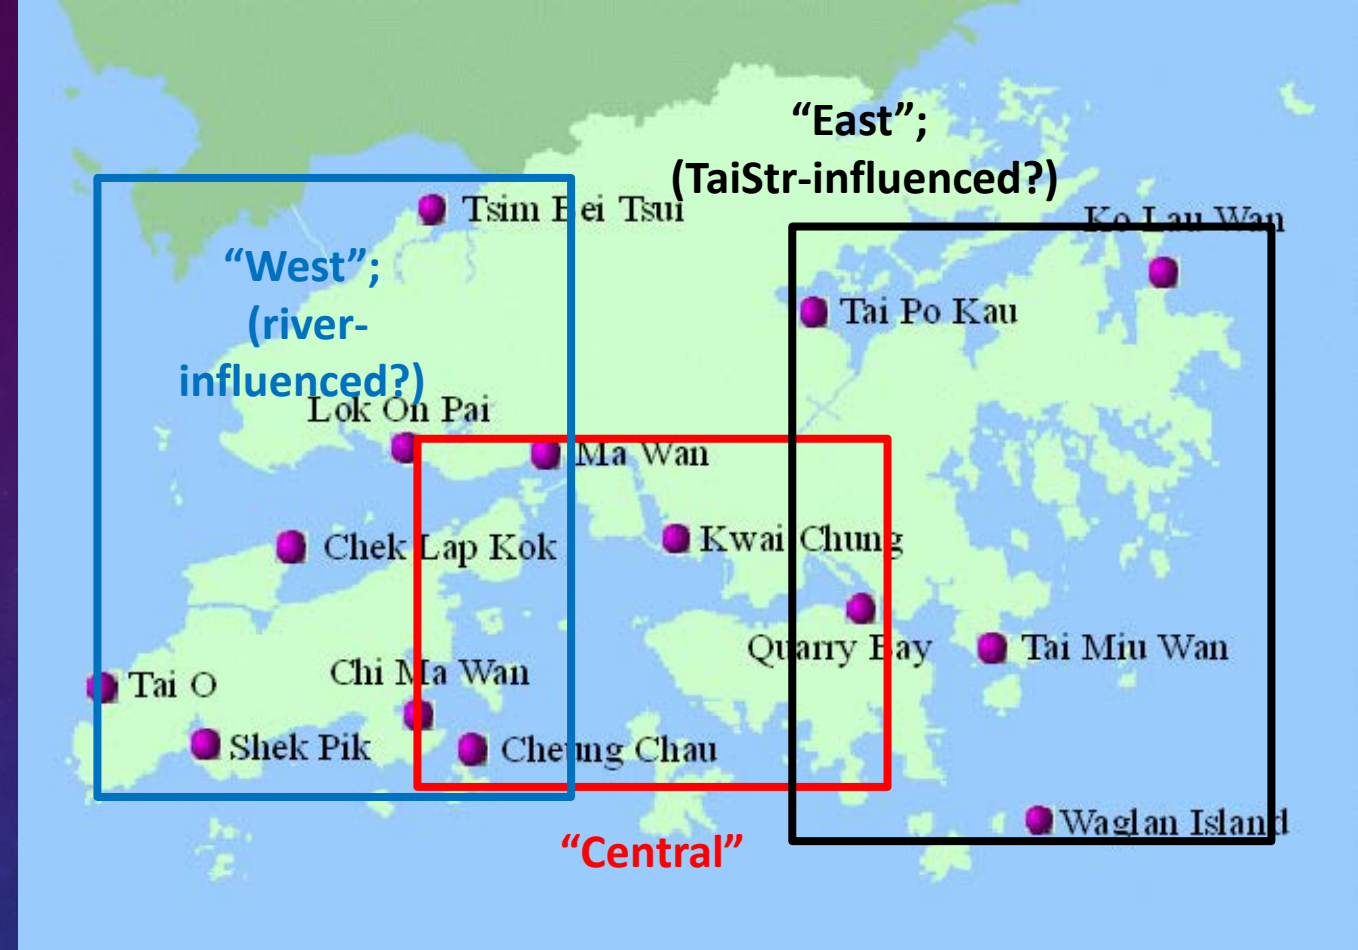 “East”;
(TaiStr-influenced?)
Tsim Bei Tsui
Ko Lau Wan
“West”;
(river-
influenced?)
Tai Po Kau
Lok On Pai
Ma Wan
Kwai Chung
Chek Lap Kok
Quarry Bay
Tai Miu Wan
Chi Ma Wan
Tai O
Shek Pik
Cheung Chau
Waglan Island
“Central”